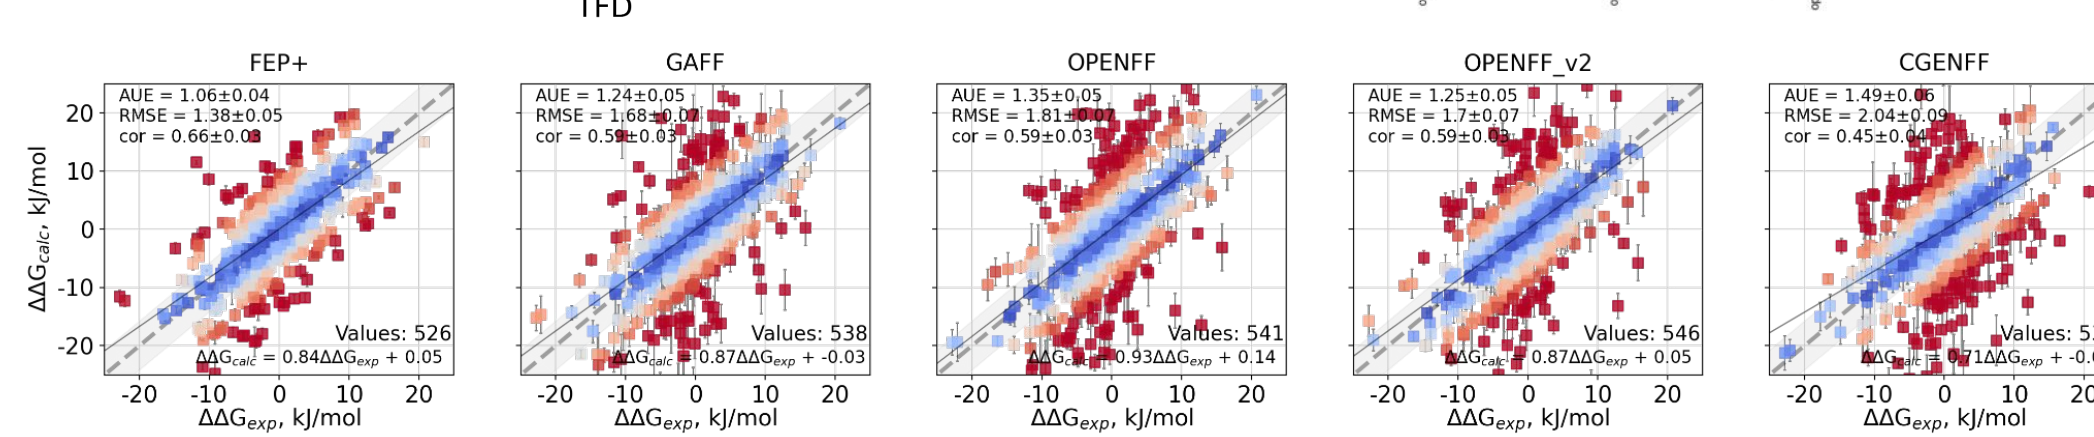 TFD
FEP+
GAFF
OPENFF
OPENFF_v2
CGENFF
AUE = 1.06±0.04
RMSE = 1.38±0.05
cor = 0.66±0.03
AUE = 1.24±0.05
RMSE = 1.68±0.07
cor = 0.59±0.03
AUE = 1.35±0.05
RMSE = 1.81±0.07
cor = 0.59±0.03
AUE = 1.25±0.05
RMSE = 1.7±0.07
cor = 0.59±0.03
AUE = 1.49±0.06
RMSE = 2.04±0.09
cor = 0.45±0.04
20
10
0
-10
-20
ΔΔGcalc, kJ/mol
Values: 526
ΔΔGcalc = 0.84ΔΔGexp + 0.05
Values: 538
ΔΔGcalc = 0.87ΔΔGexp + -0.03
Values: 541
ΔΔGcalc = 0.93ΔΔGexp + 0.14
Values: 546
ΔΔGcalc = 0.87ΔΔGexp + 0.05
Values:
ΔΔGcalc = 0.71ΔΔGexp +
-20 -10 0 10 20
-20 -10 0 10 20
-20 -10 0 10 20
-20 -10 0 10 20
-20 -10 0 10 20
ΔΔGexp, kJ/mol
ΔΔGexp, kJ/mol
ΔΔGexp, kJ/mol
ΔΔGexp, kJ/mol
ΔΔGexp, kJ/mol